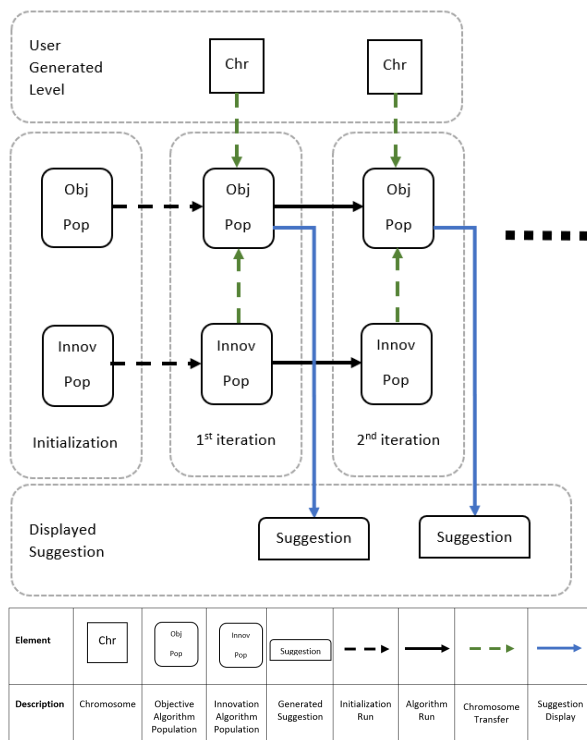 User
Generated
Level
Chr
Chr
Obj
Pop
Obj
Pop
Obj
Pop
Innov
Pop
Innov
Pop
Innov
Pop
Initialization
1st iteration
2nd iteration
Displayed
Suggestion
Suggestion
Suggestion
Element
Chr
Obj
Pop
Innov
Pop
Suggestion
Description
Chromosome
Objective
Algorithm
Population
Innovation
Algorithm
Population
Generated
Suggestion
Initialization
Run
Algorithm
Run
Chromosome
Transfer
Suggestion
Display